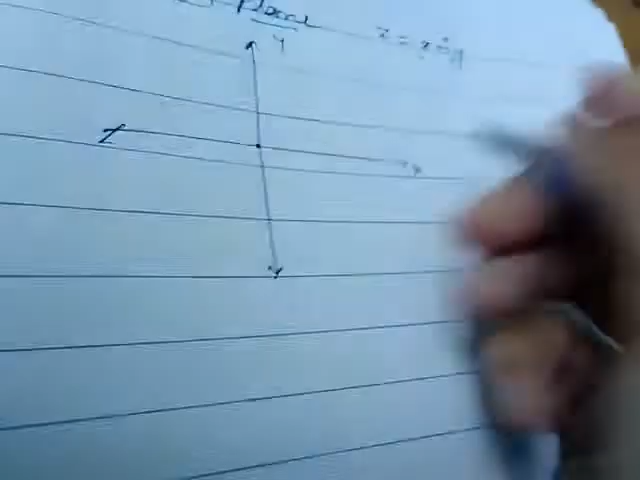 plane
y
z = x + iy
x